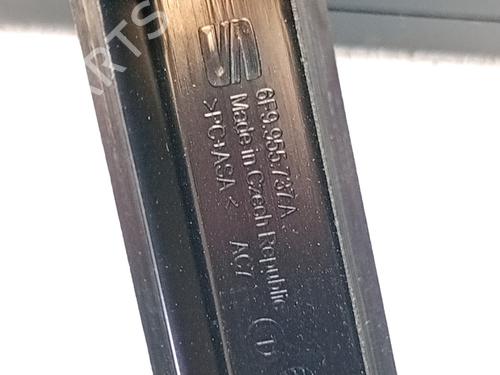 6F9.955.737A
Made in Czech Republic
>PC+ASA<
AC7
(D